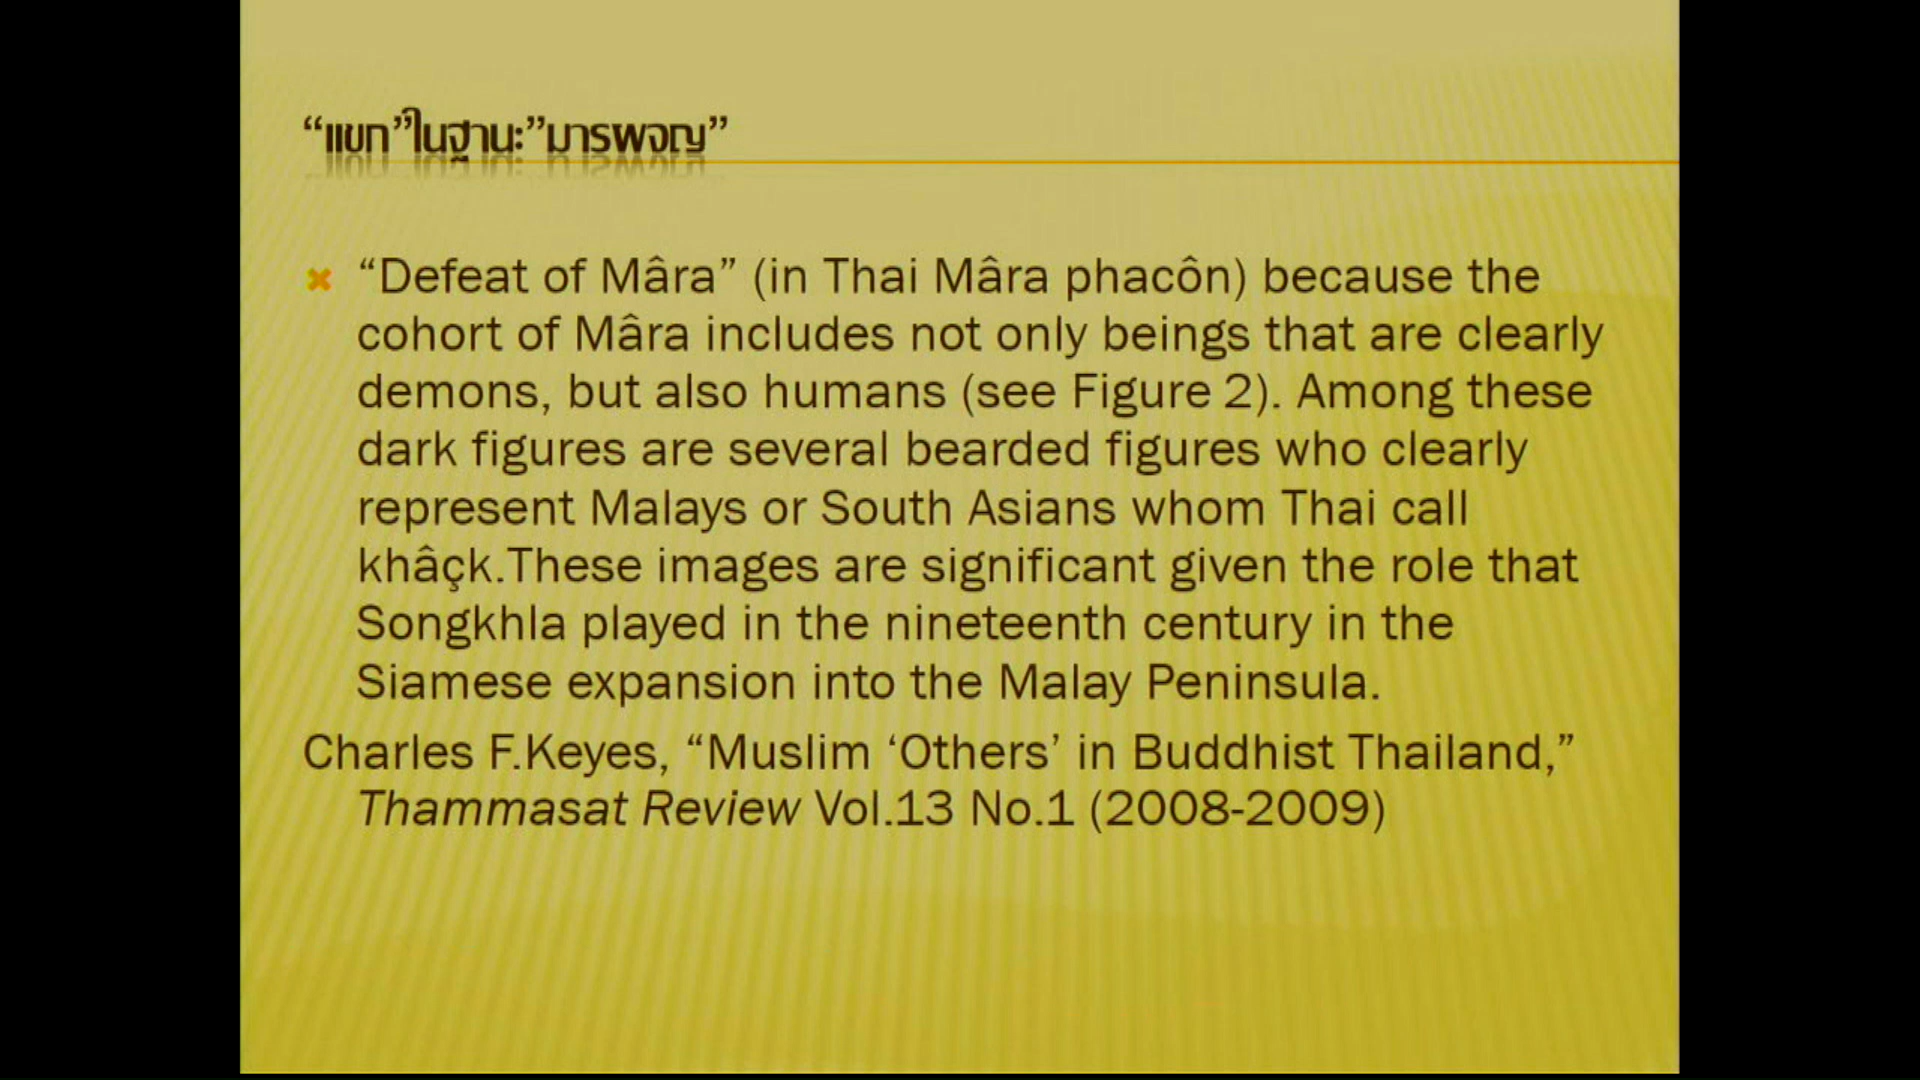 “แขก”ในฐานะ”มารผจญ”
“Defeat of Mâra” (in Thai Mâra phacôn) because the
cohort of Mâra includes not only beings that are clearly
demons, but also humans (see Figure 2). Among these
dark figures are several bearded figures who clearly
represent Malays or South Asians whom Thai call
khâçk.These images are significant given the role that
Songkhla played in the nineteenth century in the
Siamese expansion into the Malay Peninsula.
Charles F.Keyes, “Muslim ‘Others’ in Buddhist Thailand,”
Thammasat Review Vol.13 No.1 (2008-2009)